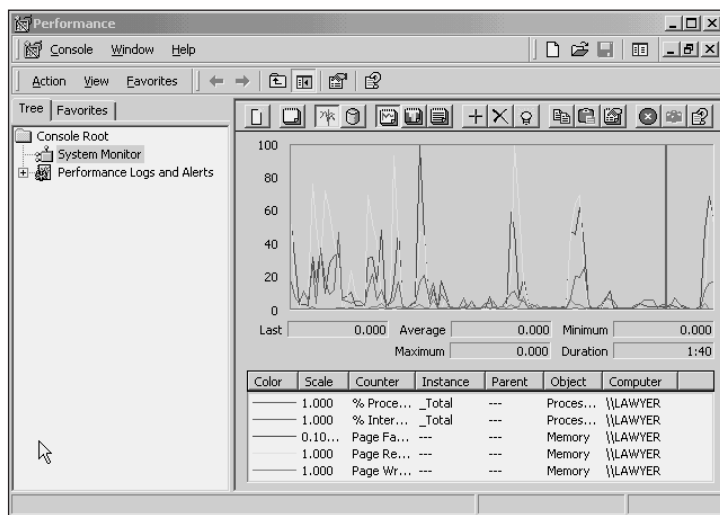 Performance
Console Window Help
Action View Favorites
Tree Favorites
Console Root
System Monitor
Performance Logs and Alerts
100
80
60
40
20
0
Last 0.000 Average 0.000 Minimum 0.000
Maximum 0.000 Duration 1:40
Color Scale Counter Instance Parent Object Computer
1.000 % Proce... _Total --- Proces... \\LAWYER
1.000 % Inter... _Total --- Proces... \\LAWYER
0.10... Page Fa... --- --- Memory \\LAWYER
1.000 Page Re... --- --- Memory \\LAWYER
1.000 Page Wr... --- --- Memory \\LAWYER